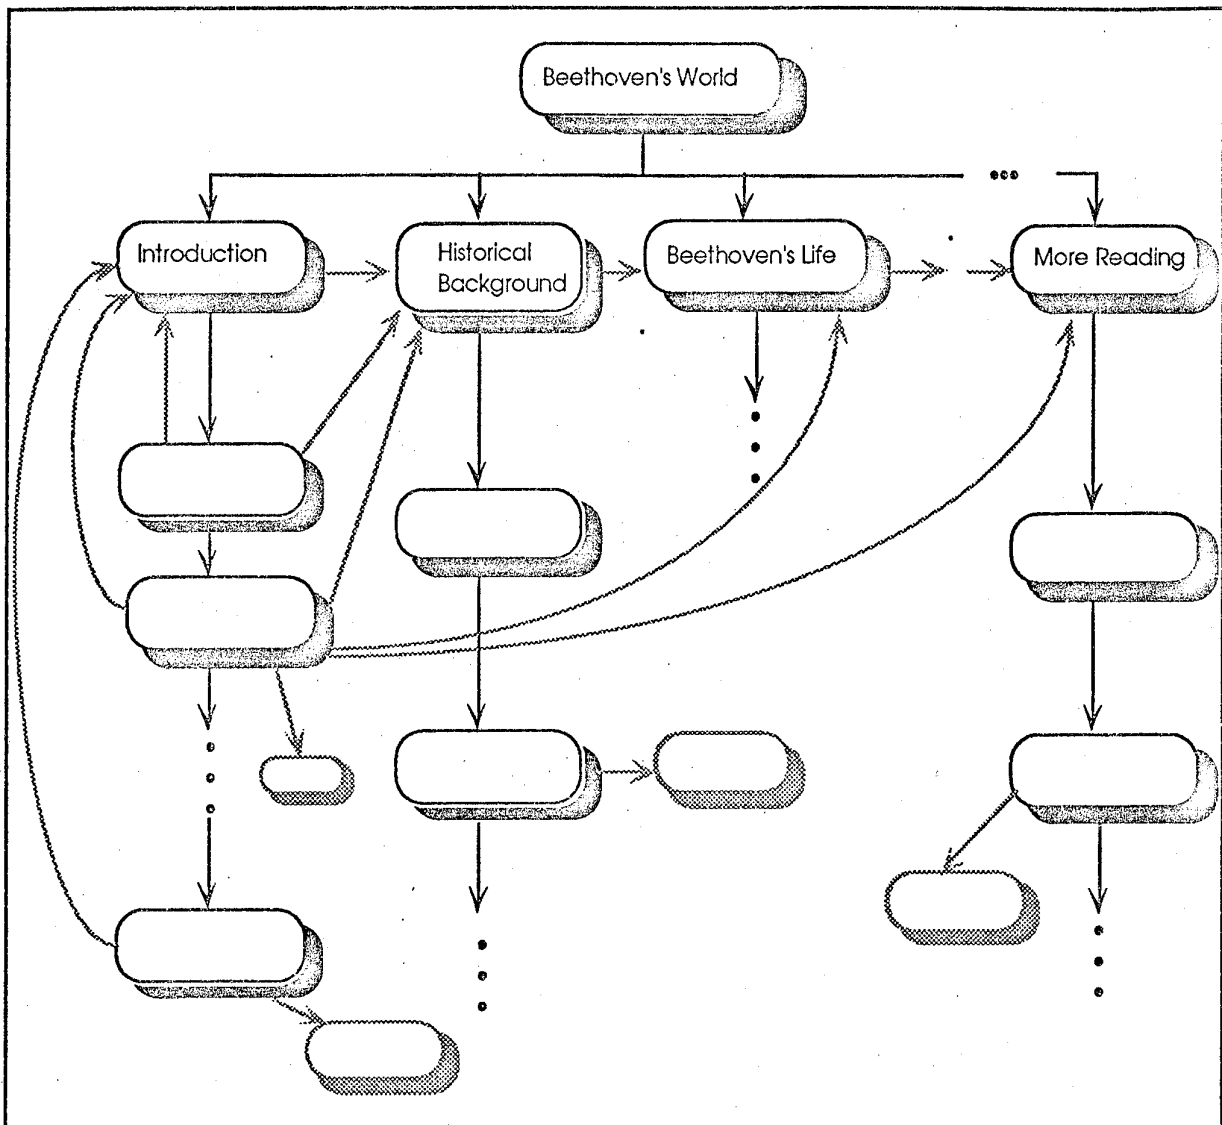 Beethoven's World
Introduction
Historical
Background
Beethoven's Life
More Reading